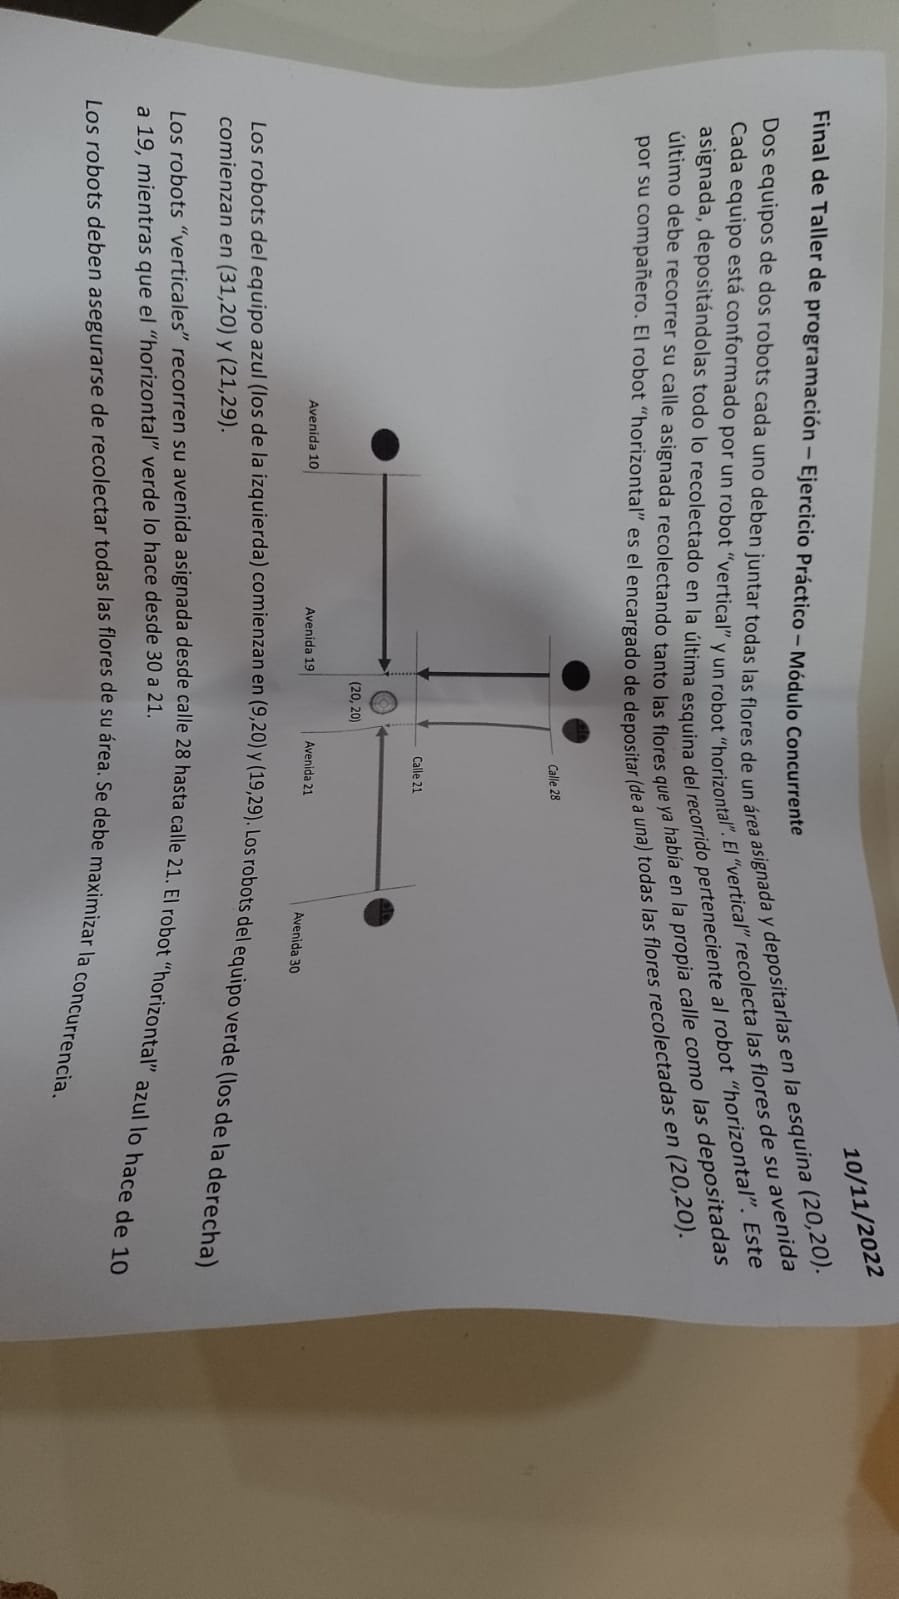 10/11/2022
Final de Taller de programación – Ejercicio Práctico – Módulo Concurrente
Dos equipos de dos robots cada uno deben juntar todas las flores de un área asignada y depositarlas en la esquina (20,20).
Cada equipo está conformado por un robot “vertical” y un robot “horizontal”. El “vertical” recolecta las flores de su avenida
asignada, depositándolas todo lo recolectado en la última esquina del recorrido perteneciente al robot “horizontal”. Este
último debe recorrer su calle asignada recolectando tanto las flores que ya había en la propia calle como las depositadas
por su compañero. El robot “horizontal” es el encargado de depositar (de a una) todas las flores recolectadas en (20,20).
Calle 28
Calle 21
(20, 20)
Avenida 10
Avenida 19
Avenida 21
Avenida 30
Los robots del equipo azul (los de la izquierda) comienzan en (9,20) y (19,29). Los robots del equipo verde (los de la derecha)
comienzan en (31,20) y (21,29).
Los robots “verticales” recorren su avenida asignada desde calle 28 hasta calle 21. El robot “horizontal” azul lo hace de 10
a 19, mientras que el “horizontal” verde lo hace desde 30 a 21.
Los robots deben asegurarse de recolectar todas las flores de su área. Se debe maximizar la concurrencia.